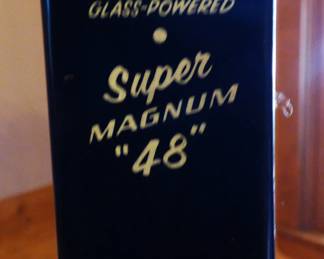 GLASS-POWERED
Super
MAGNUM
"48"